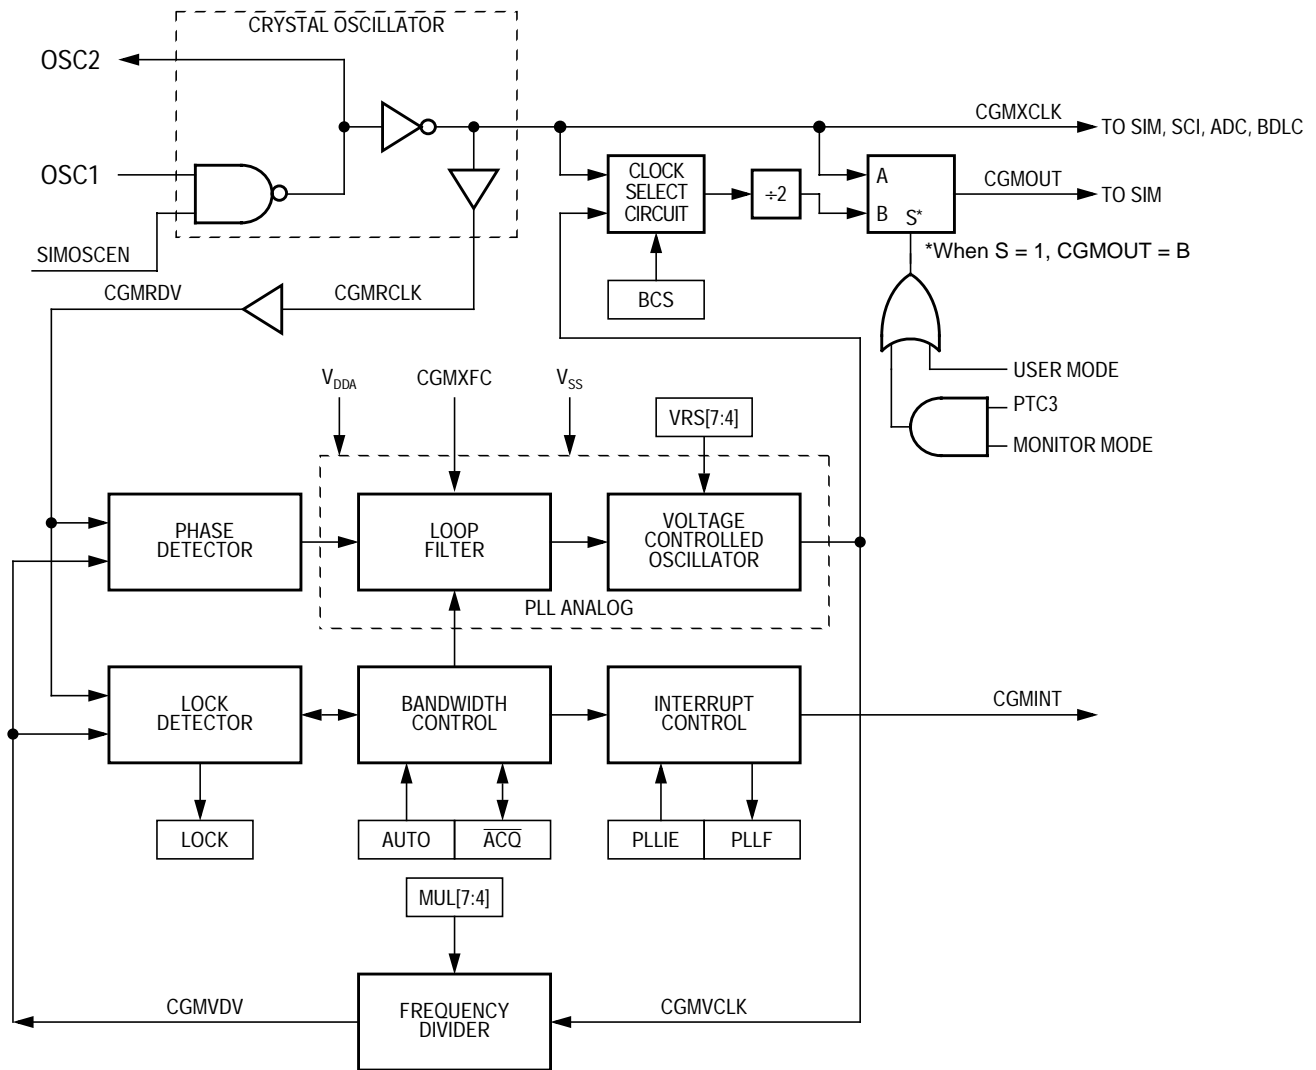 CRYSTAL OSCILLATOR
OSC2
CGMXCLK
TO SIM, SCI, ADC, BDLC
OSC1
CLOCK
SELECT
CIRCUIT
÷2
A
B
S*
CGMOUT
TO SIM
SIMOSCEN
*When S = 1, CGMOUT = B
CGMRDV
CGMRCLK
BCS
USER MODE
PTC3
MONITOR MODE
VDDA
CGMXFC
VSS
VRS[7:4]
PHASE
DETECTOR
LOOP
FILTER
VOLTAGE
CONTROLLED
OSCILLATOR
PLL ANALOG
LOCK
DETECTOR
BANDWIDTH
CONTROL
INTERRUPT
CONTROL
CGMINT
LOCK
AUTO
A̅C̅Q̅
PLLIE
PLLF
MUL[7:4]
CGMVDV
FREQUENCY
DIVIDER
CGMVCLK